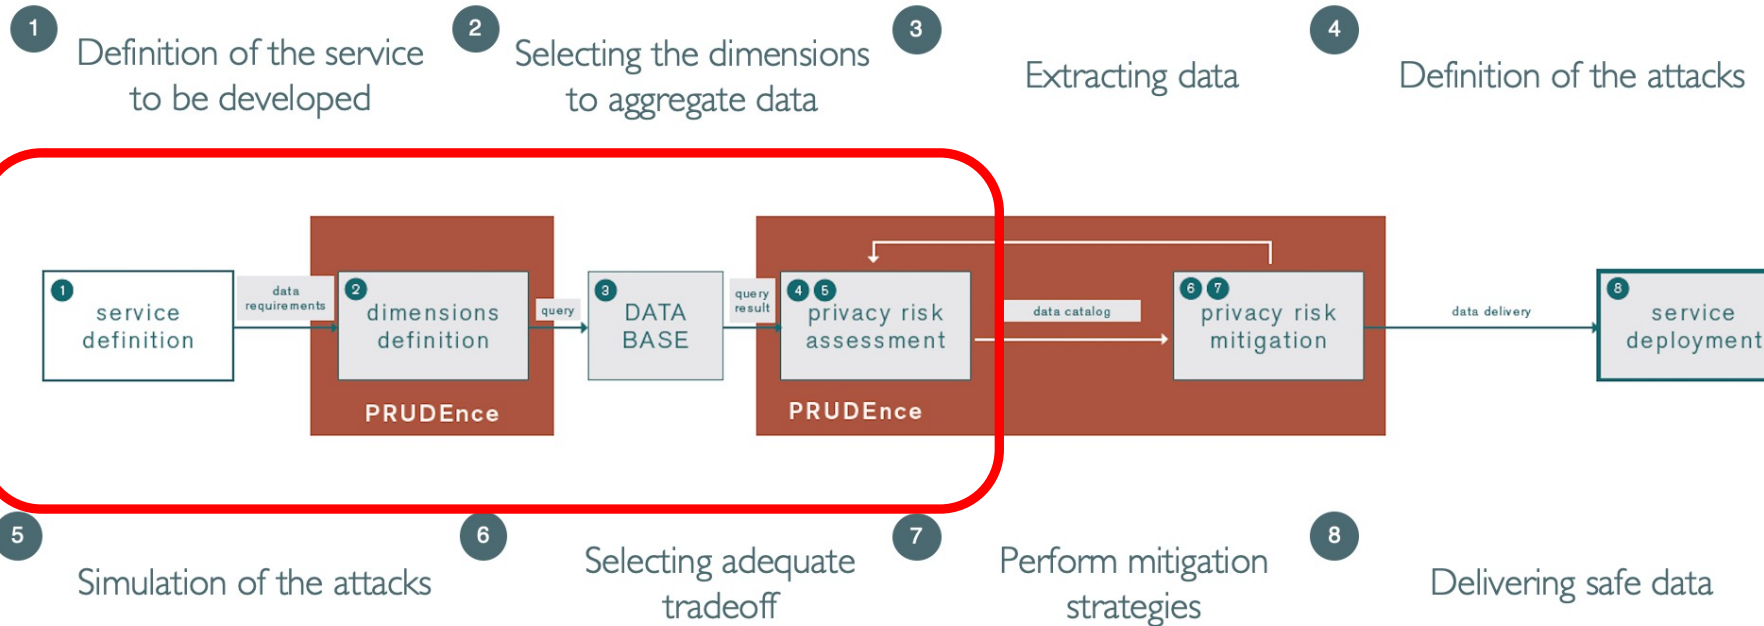 1
Definition of the service
to be developed
2
Selecting the dimensions
to aggregate data
3
Extracting data
4
Definition of the attacks
1
service
definition
data
requirements
2
dimensions
definition
PRUDEnce
query
3
DATA
BASE
query
result
4 5
privacy risk
assessment
PRUDEnce
data catalog
6 7
privacy risk
mitigation
data delivery
8
service
deployment
5
Simulation of the attacks
6
Selecting adequate
tradeoff
7
Perform mitigation
strategies
8
Delivering safe data